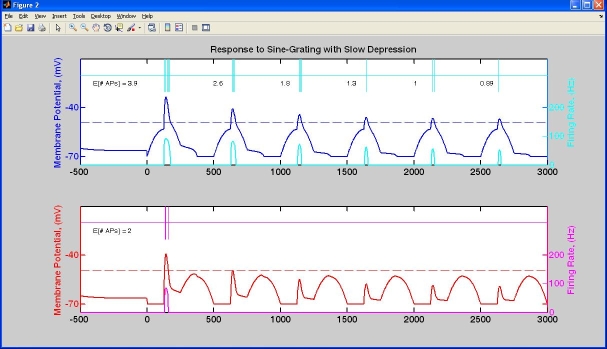 Figure 2
File Edit View Insert Tools Desktop Window Help
Response to Sine-Grating with Slow Depression
Membrane Potential, (mV)
-40
-70
E[# APs] = 3.9 2.6 1.8 1.3 1 0.89
200
100
0
Firing Rate, (Hz)
-500 0 500 1000 1500 2000 2500 3000
Membrane Potential, (mV)
-40
-70
E[# APs] = 2
200
100
0
Firing Rate, (Hz)
-500 0 500 1000 1500 2000 2500 3000